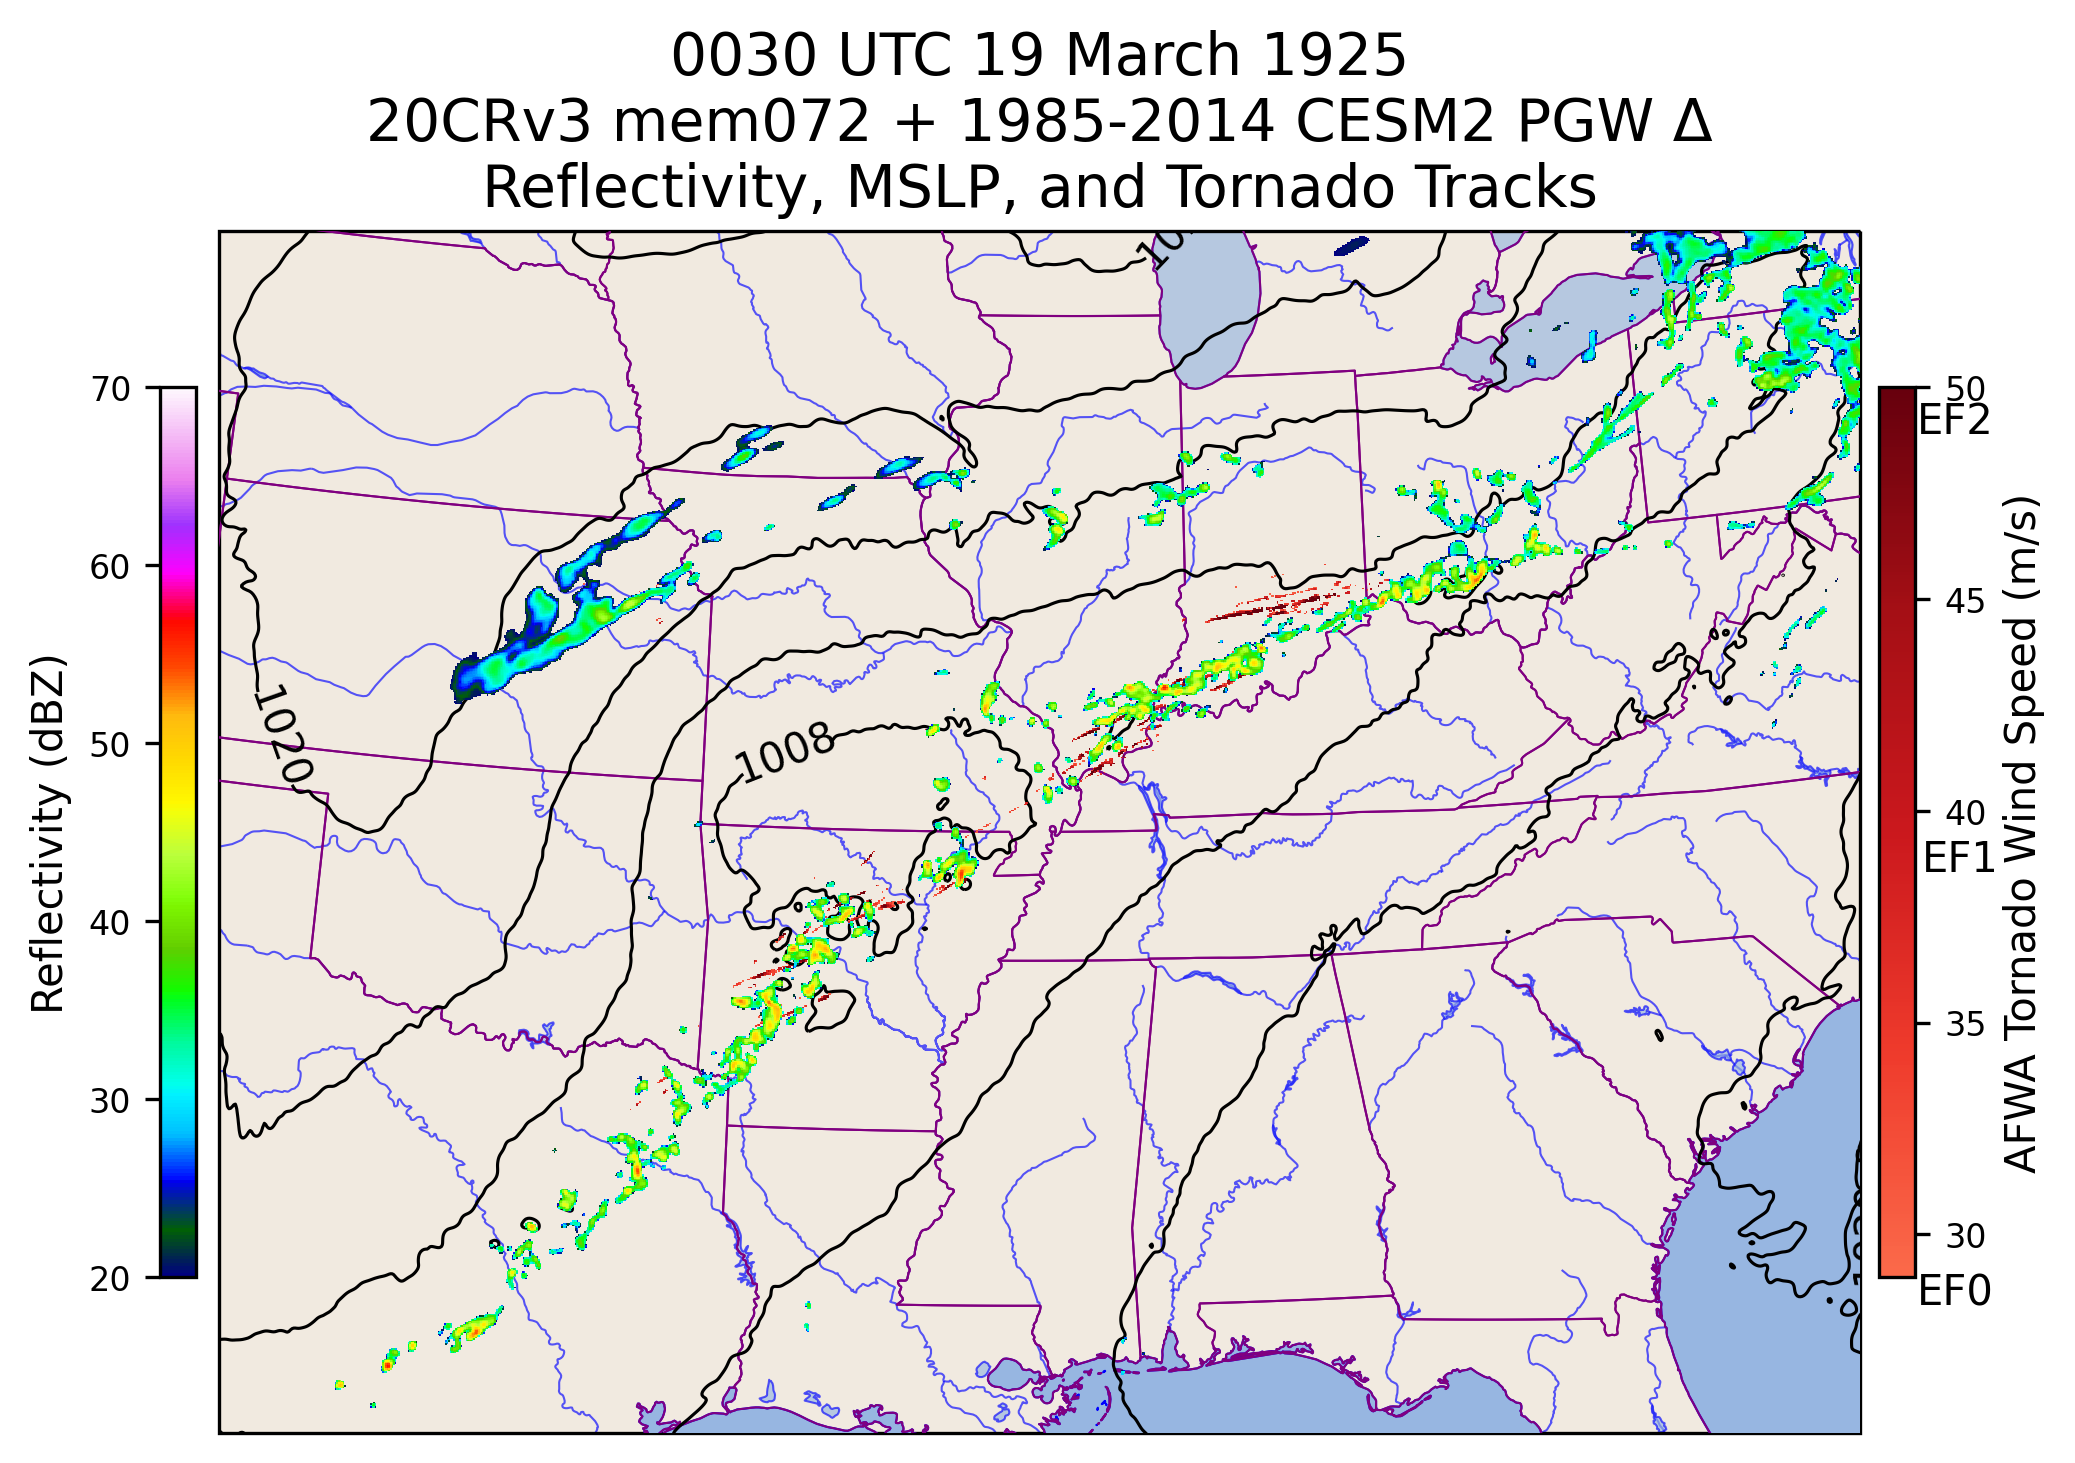 0030 UTC 19 March 1925
20CRv3 mem072 + 1985-2014 CESM2 PGW Δ
Reflectivity, MSLP, and Tornado Tracks
70
60
50
40
30
20
Reflectivity (dBZ)
1020
1008
50
EF2
45
40
EF1
35
30
EF0
AFWA Tornado Wind Speed (m/s)